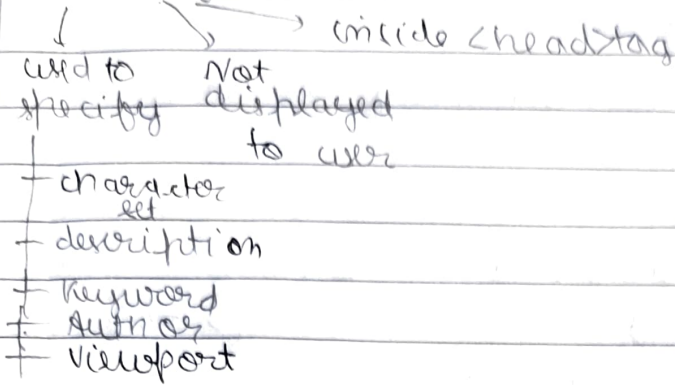 inside <head>tag
used to Not
specify displayed
to user
character
set
description
Keyword
Author
viewport